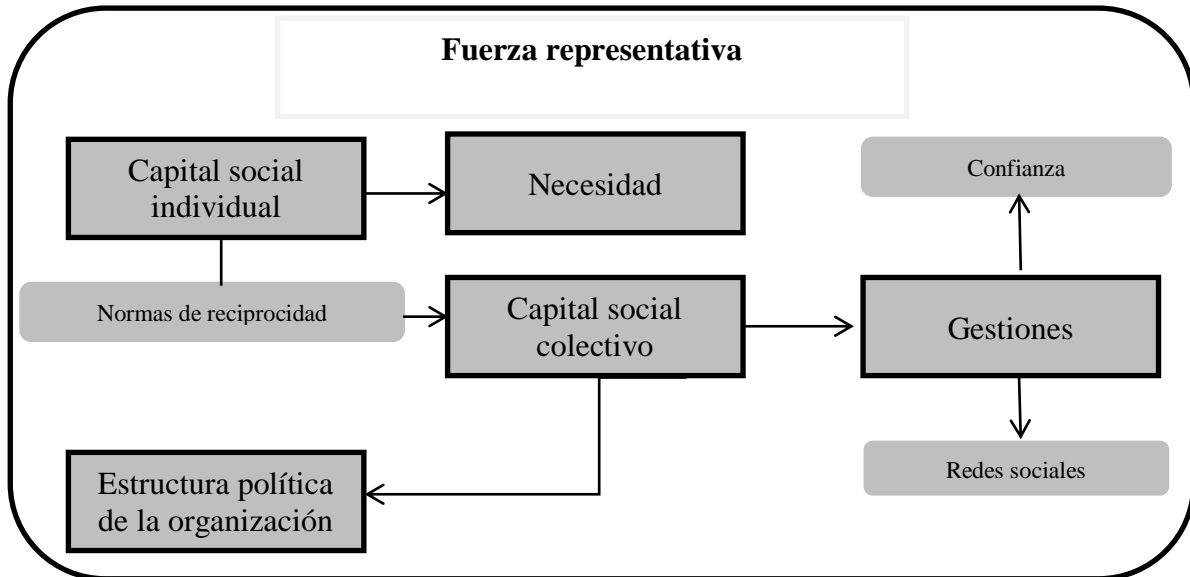 Fuerza representativa
Capital social
individual
Necesidad
Confianza
Normas de reciprocidad
Capital social
colectivo
Gestiones
Estructura política
de la organización
Redes sociales